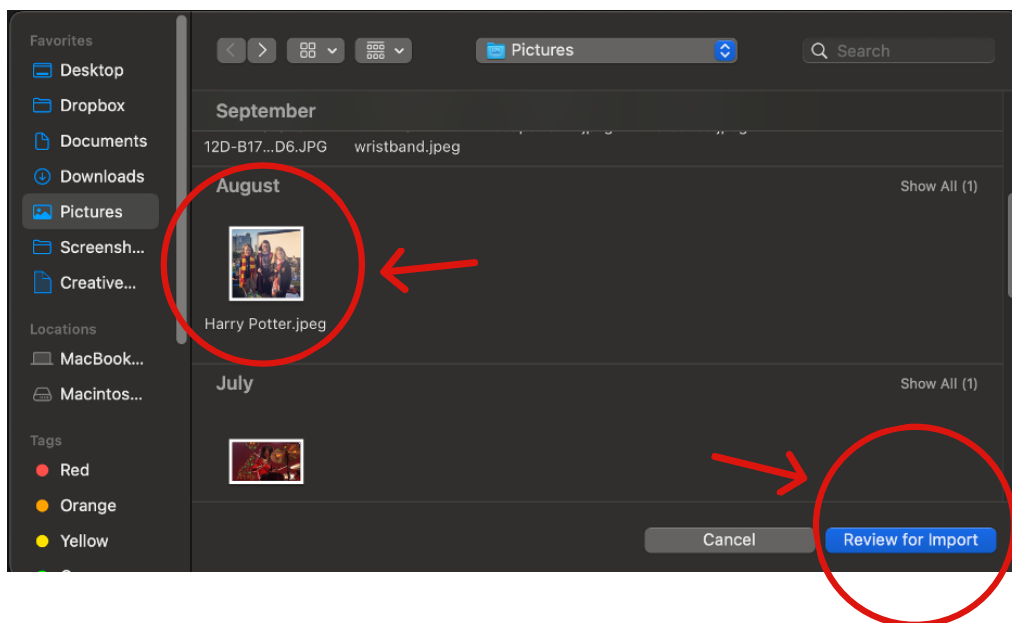 Favorites
Desktop
Dropbox
Documents
Downloads
Pictures
Screensh...
Creative...
Locations
MacBook...
Macintos...
Tags
Red
Orange
Yellow
Pictures
Search
September
12D-B17...D6.JPG wristband.jpeg
August Show All (1)
Harry Potter.jpeg
July Show All (1)
Cancel Review for Import